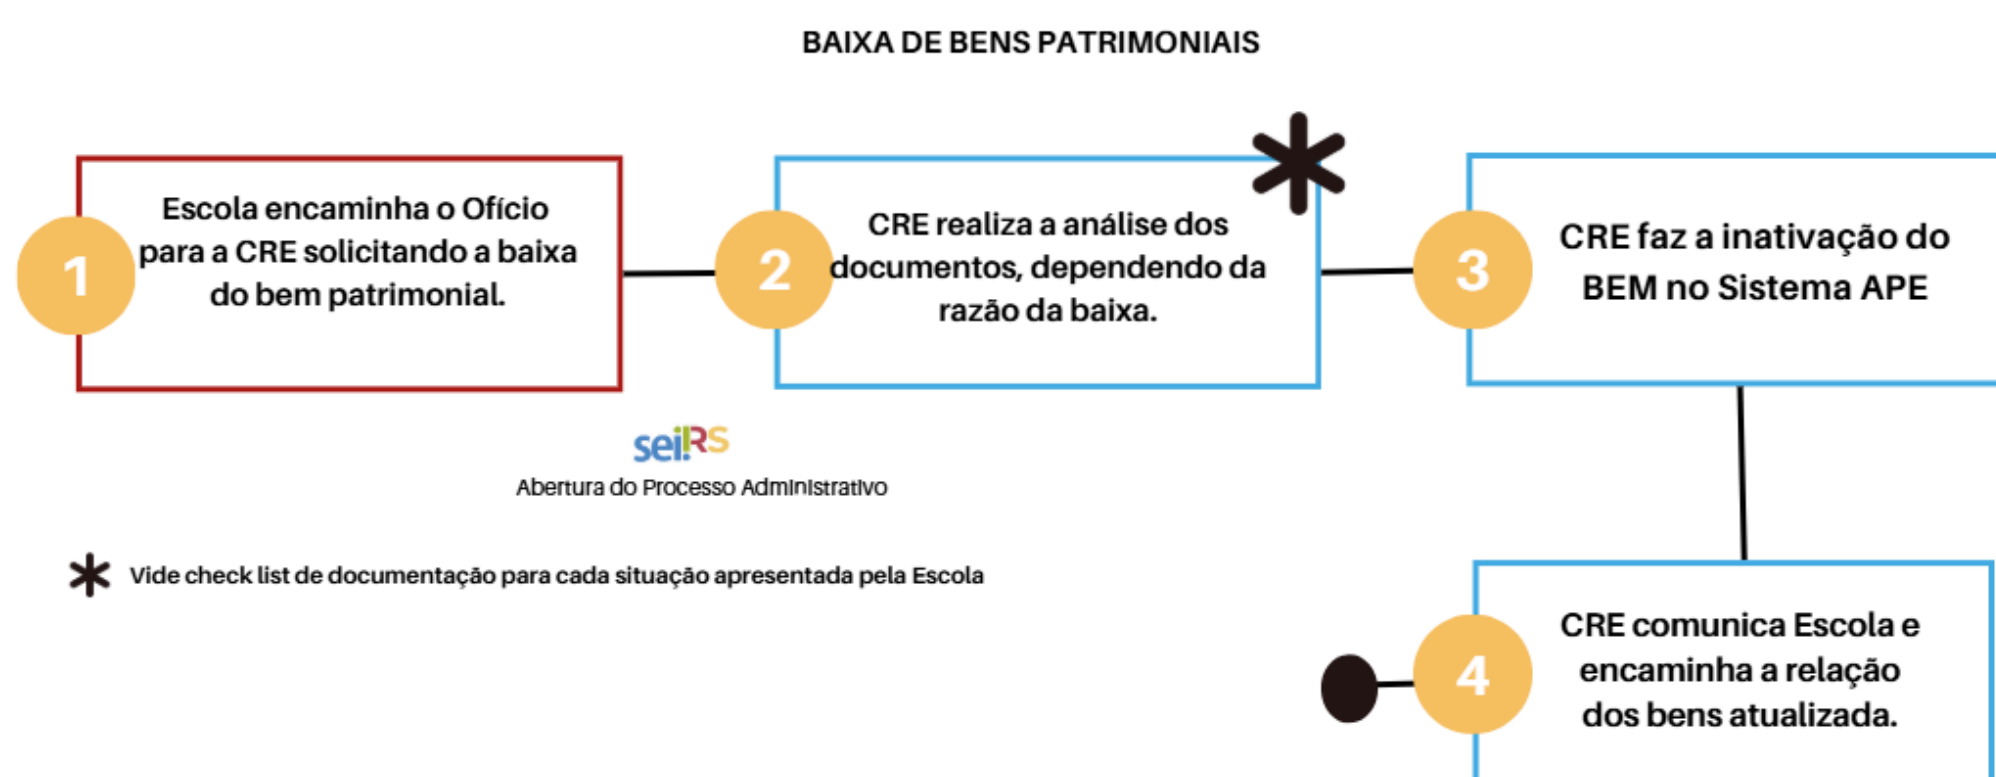 BAIXA DE BENS PATRIMONIAIS
1
Escola encaminha o Ofício
para a CRE solicitando a baixa
do bem patrimonial.
2
CRE realiza a análise dos
documentos, dependendo da
razão da baixa.
3
CRE faz a inativação do
BEM no Sistema APE
sei!RS
Abertura do Processo Administrativo
Vide check list de documentação para cada situação apresentada pela Escola
4
CRE comunica Escola e
encaminha a relação
dos bens atualizada.